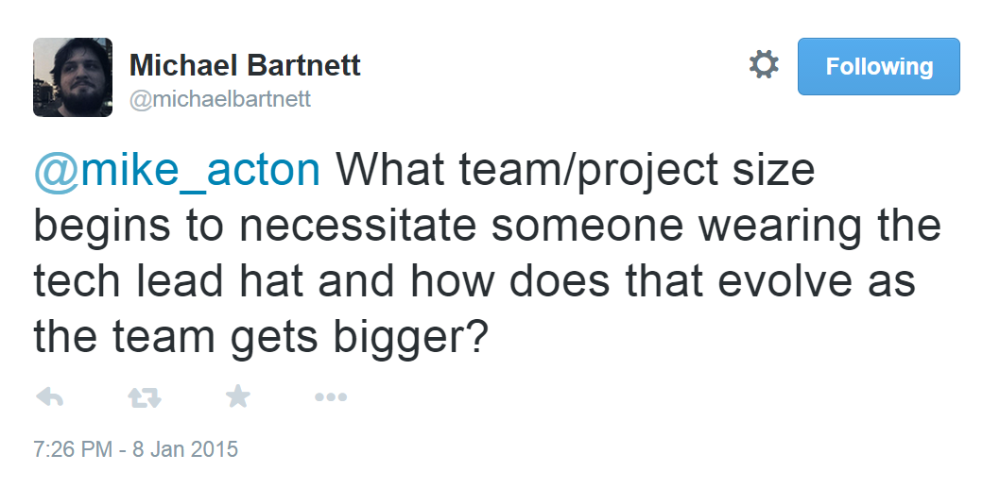 Michael Bartnett
@michaelbartnett
Following
@mike_acton What team/project size
begins to necessitate someone wearing the
tech lead hat and how does that evolve as
the team gets bigger?
7:26 PM - 8 Jan 2015